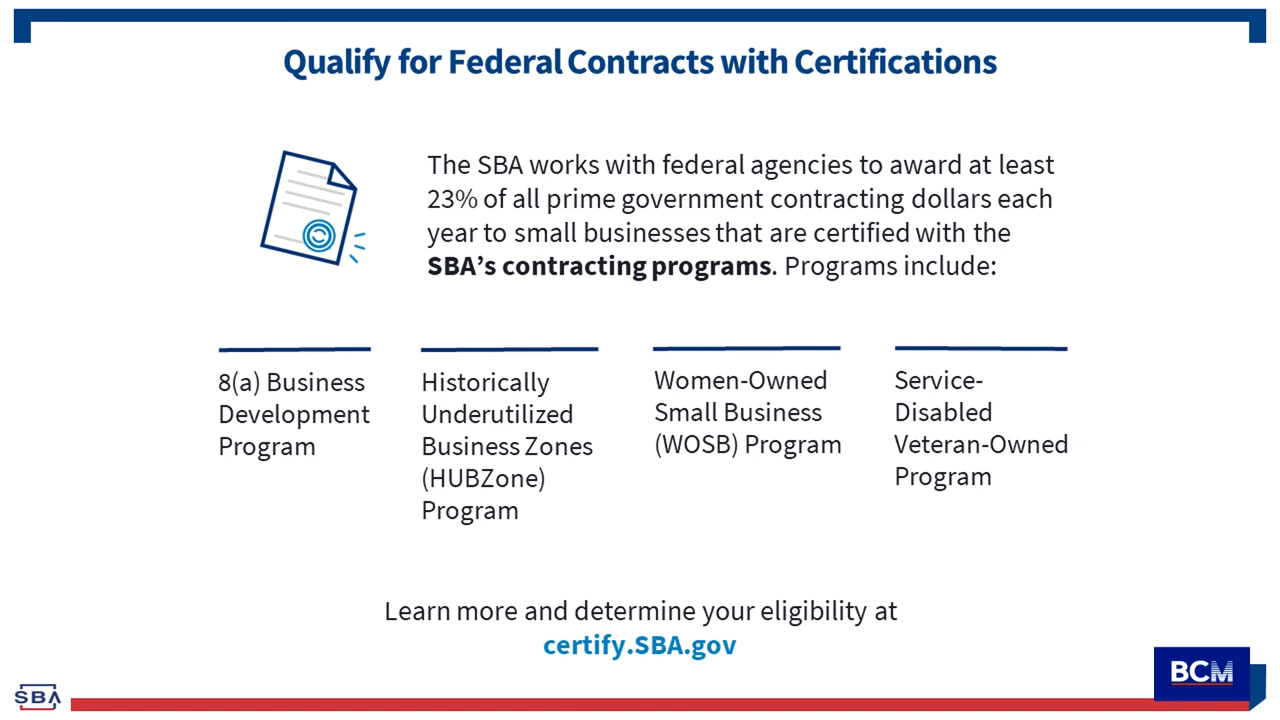 Qualify for Federal Contracts with Certifications
The SBA works with federal agencies to award at least
23% of all prime government contracting dollars each
year to small businesses that are certified with the
SBA’s contracting programs. Programs include:
8(a) Business
Development
Program
Historically
Underutilized
Business Zones
(HUBZone)
Program
Women-Owned
Small Business
(WOSB) Program
Service-
Disabled
Veteran-Owned
Program
Learn more and determine your eligibility at
certify.SBA.gov
SBA
BCM